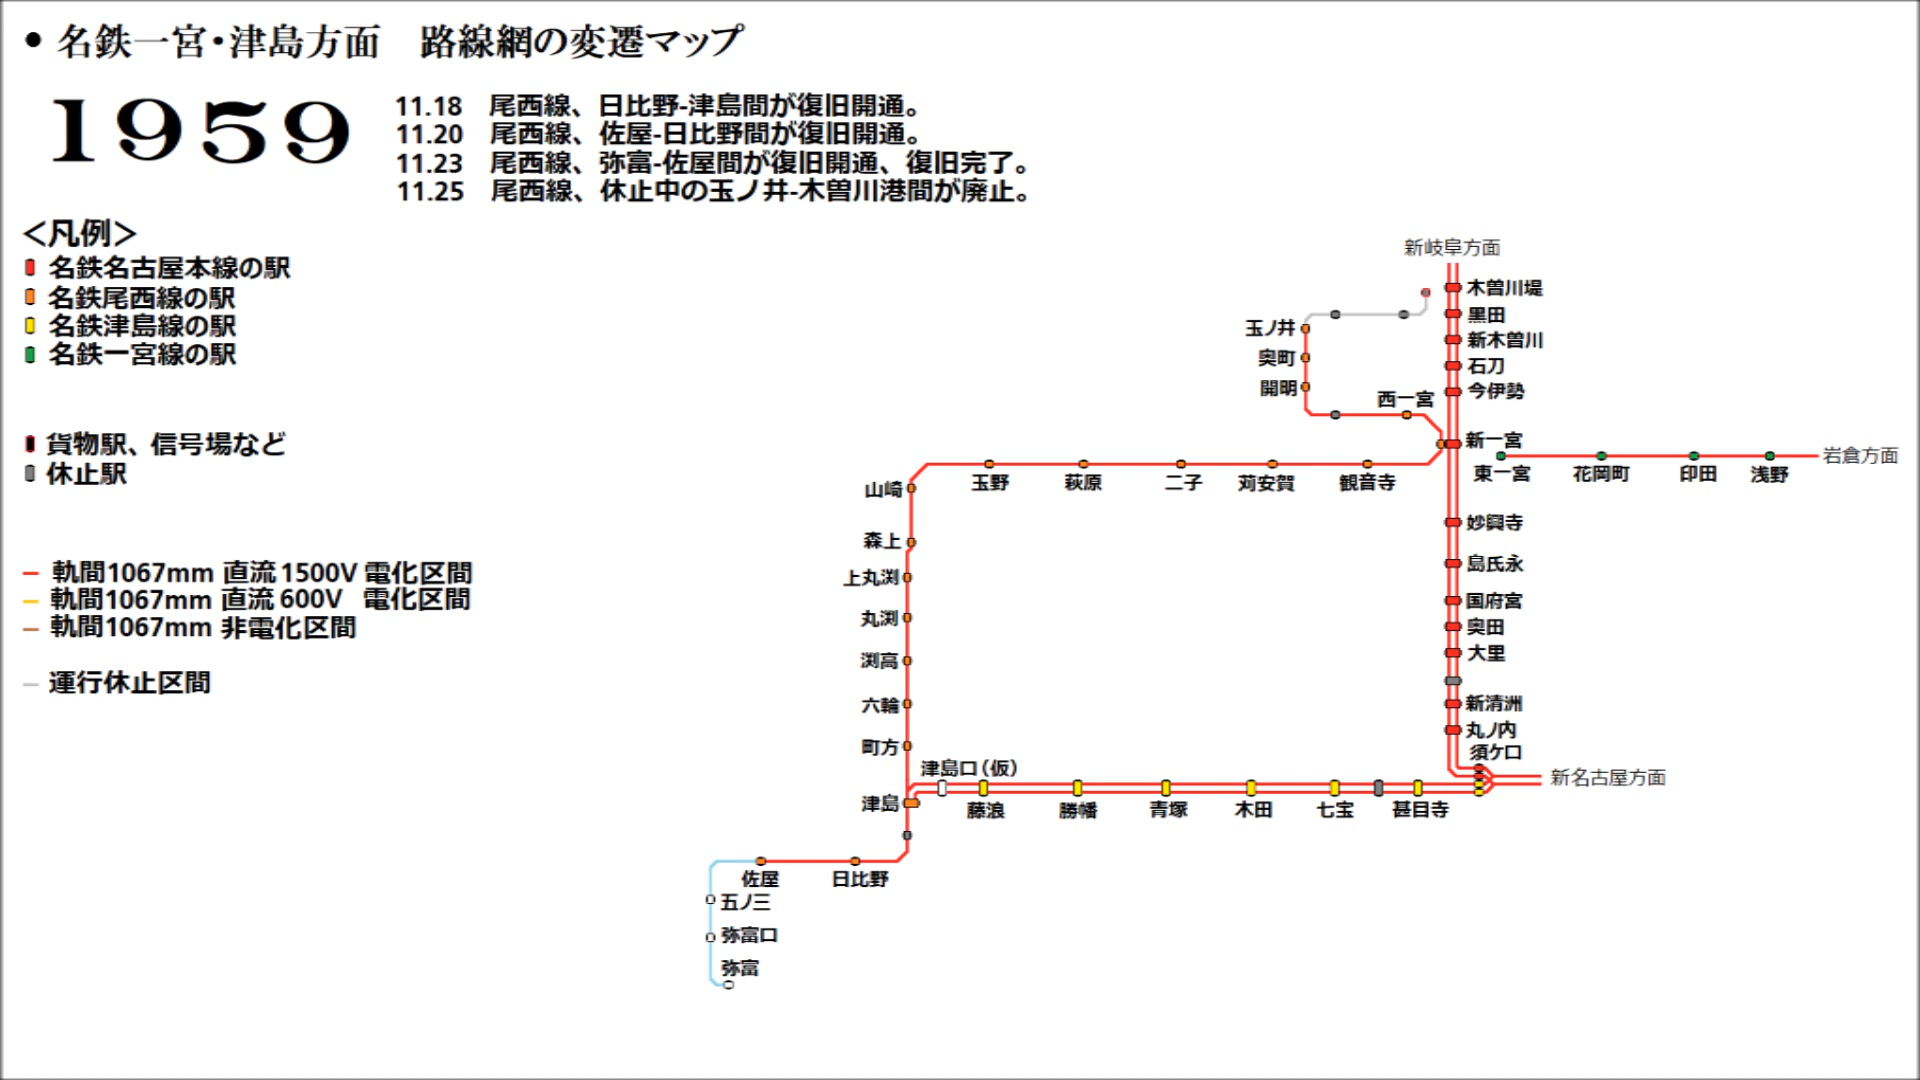 ● 名鉄一宮・津島方面　路線網の変遷マップ
1959
11.18　尾西線、日比野-津島間が復旧開通。
11.20　尾西線、佐屋-日比野間が復旧開通。
11.23　尾西線、弥富-佐屋間が復旧開通、復旧完了。
11.25　尾西線、休止中の玉ノ井-木曽川港間が廃止。
＜凡例＞
名鉄名古屋本線の駅
名鉄尾西線の駅
名鉄津島線の駅
名鉄一宮線の駅
貨物駅、信号場など
休止駅
軌間1067mm 直流1500V 電化区間
軌間1067mm 直流600V 電化区間
軌間1067mm 非電化区間
運行休止区間
新岐阜方面
木曽川堤
黒田
新木曽川
石刀
今伊勢
新一宮
妙興寺
島氏永
国府宮
奥田
大里
新清洲
丸ノ内
須ケ口
新名古屋方面
玉ノ井
奥町
開明
西一宮
東一宮
花岡町
印田
浅野
岩倉方面
観音寺
苅安賀
二子
萩原
玉野
山崎
森上
上丸渕
丸渕
渕高
六輪
町方
津島
津島口（仮）
藤浪
勝幡
青塚
木田
七宝
甚目寺
日比野
佐屋
五ノ三
弥富口
弥富